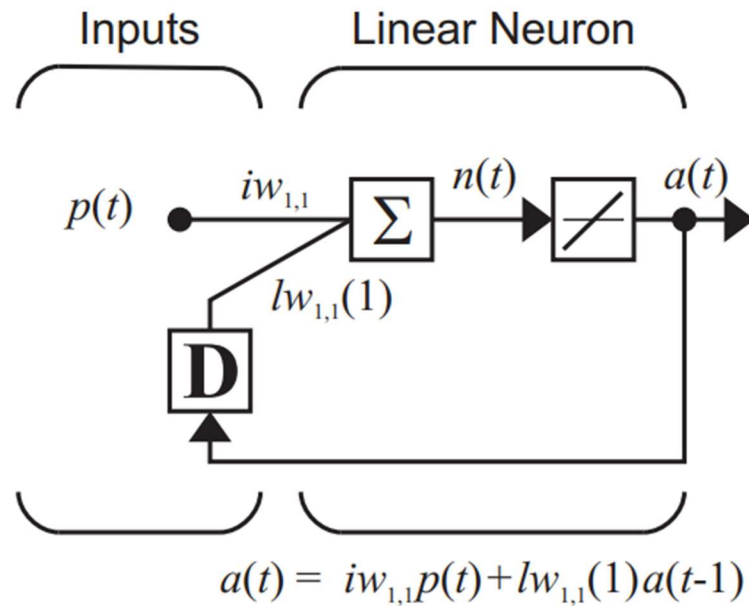 Inputs Linear Neuron
p(t) iw₁,₁ Σ n(t) a(t)
lw₁,₁(1)
D
a(t) = iw₁,₁p(t)+lw₁,₁(1)a(t-1)